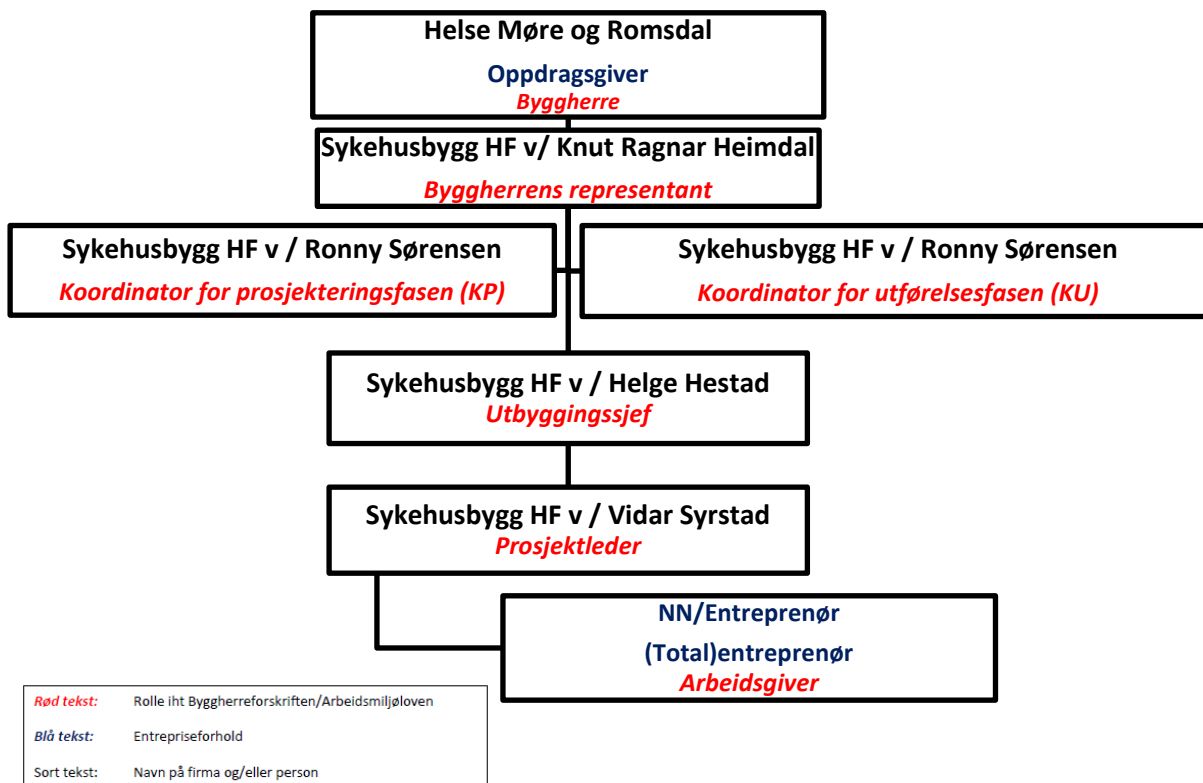 Helse Møre og Romsdal
Oppdragsgiver
Byggherre
Sykehusbygg HF v/ Knut Ragnar Heimdal
Byggherrens representant
Sykehusbygg HF v / Ronny Sørensen
Koordinator for prosjekteringsfasen (KP)
Sykehusbygg HF v / Ronny Sørensen
Koordinator for utførelsesfasen (KU)
Sykehusbygg HF v / Helge Hestad
Utbyggingssjef
Sykehusbygg HF v / Vidar Syrstad
Prosjektleder
NN/Entreprenør
(Total)entreprenør
Arbeidsgiver
Rød tekst: Rolle iht Byggherreforskriften/Arbeidsmiljøloven
Blå tekst: Entrepriseforhold
Sort tekst: Navn på firma og/eller person